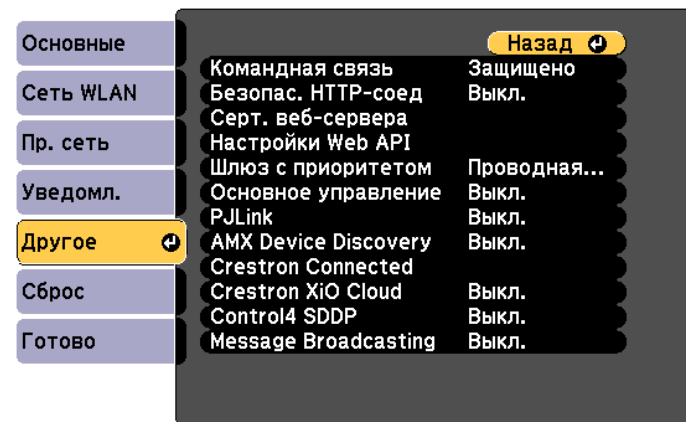 Основные
Сеть WLAN
Пр. сеть
Уведомл.
Другое
Сброс
Готово
Назад
Командная связь Защищено
Безопас. HTTP-соед Выкл.
Серт. веб-сервера
Настройки Web API
Шлюз с приоритетом Проводная...
Основное управление Выкл.
PJLink Выкл.
AMX Device Discovery Выкл.
Crestron Connected
Crestron XiO Cloud Выкл.
Control4 SDDP Выкл.
Message Broadcasting Выкл.